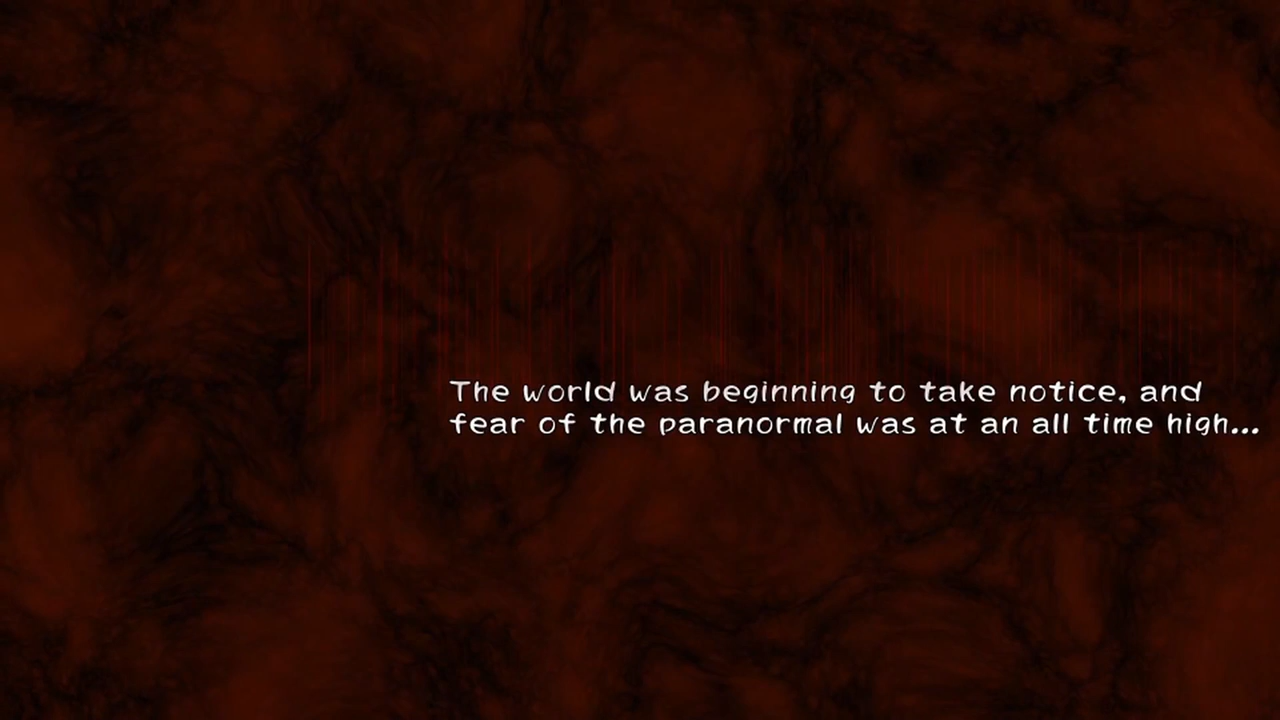 The world was beginning to take notice, and
fear of the paranormal was at an all time high...